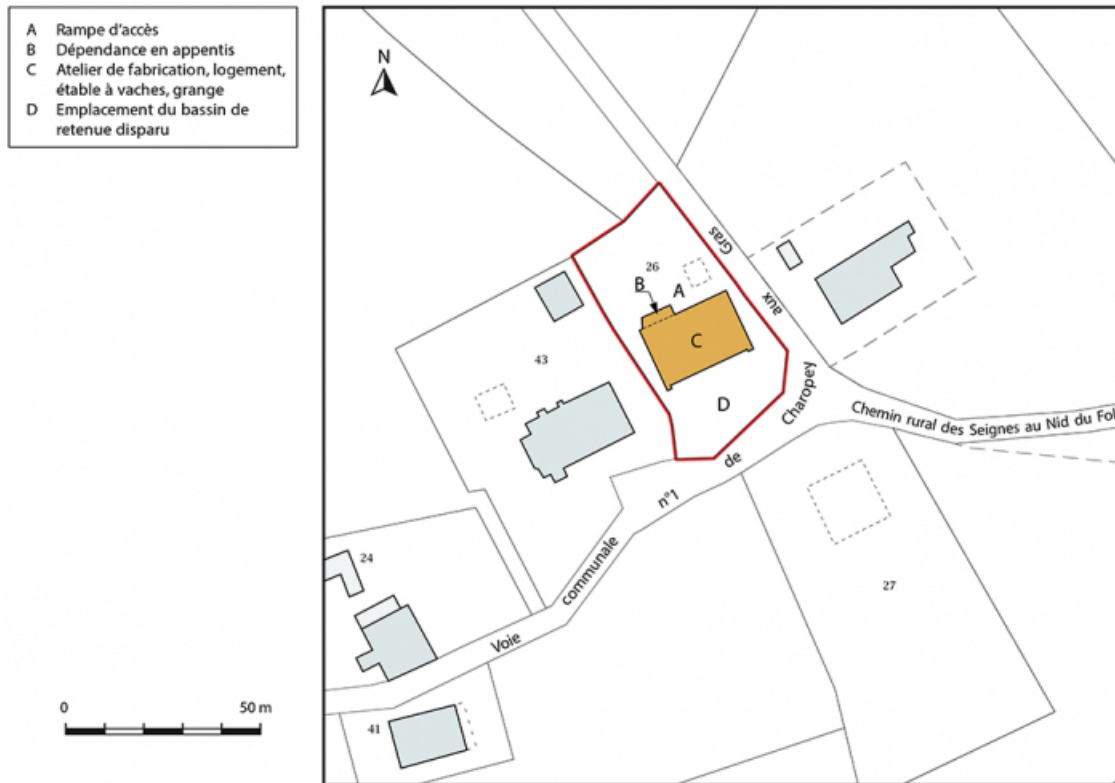 A Rampe d'accès
B Dépendance en appentis
C Atelier de fabrication, logement,
étable à vaches, grange
D Emplacement du bassin de
retenue disparu
N
Gras
aux
26
B
A
C
43
D
Charopey
de
n°1
communale
Voie
Chemin rural des Seignes au Nid du Fol
24
27
41
0 50 m